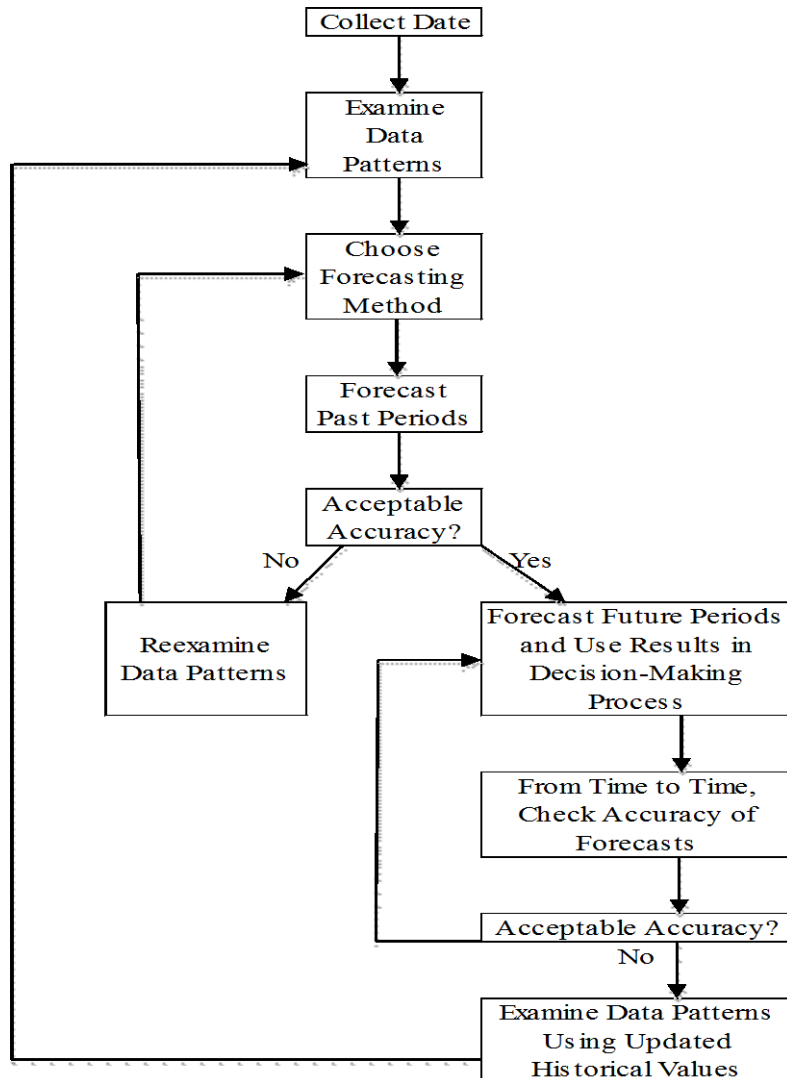 Collect Date
Examine
Data
Patterns
Choose
Forecasting
Method
Forecast
Past Periods
Acceptable
Accuracy?
No
Yes
Reexamine
Data Patterns
Forecast Future Periods
and Use Results in
Decision-Making
Process
From Time to Time,
Check Accuracy of
Forecasts
Acceptable Accuracy?
No
Examine Data Patterns
Using Updated
Historical Values